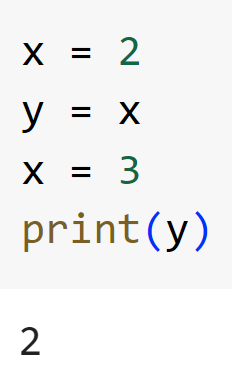 x = 2
y = x
x = 3
print(y)
2